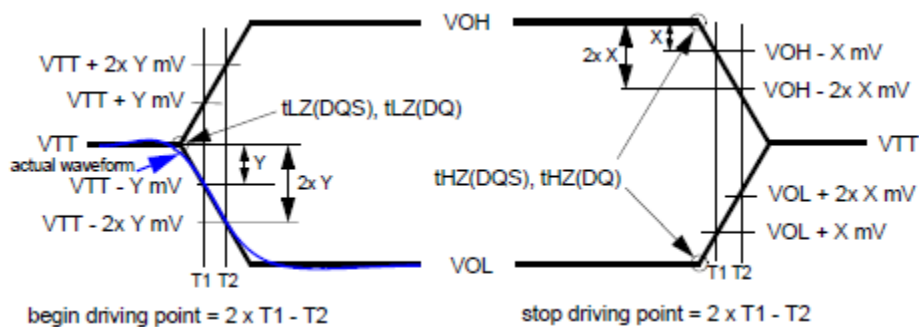 VOH
VTT + 2x Y mV
VTT + Y mV
tLZ(DQS), tLZ(DQ)
VTT
actual waveform
VTT - Y mV
VTT - 2x Y mV
Y
2x Y
T1 T2
VOL
begin driving point = 2 x T1 - T2
X
2x X
VOH - X mV
VOH - 2x X mV
VTT
tHZ(DQS), tHZ(DQ)
VOL + 2x X mV
VOL + X mV
T1 T2
stop driving point = 2 x T1 - T2